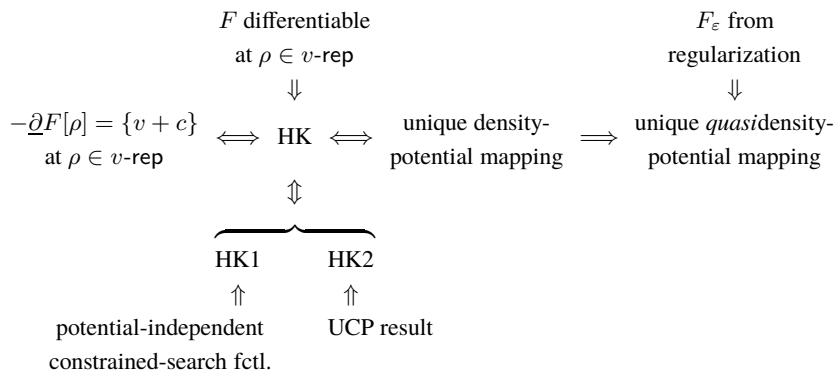 F differentiable
at ρ ∈ v-rep
F_ε from
regularization
⇓
⇓
−∂̲F[ρ] = {v + c}
at ρ ∈ v-rep
⟺ HK ⟺
unique density-
potential mapping
⟹
unique quasidensity-
potential mapping
⇕
HK1 HK2
⇑ ⇑
potential-independent
constrained-search fctl.
UCP result